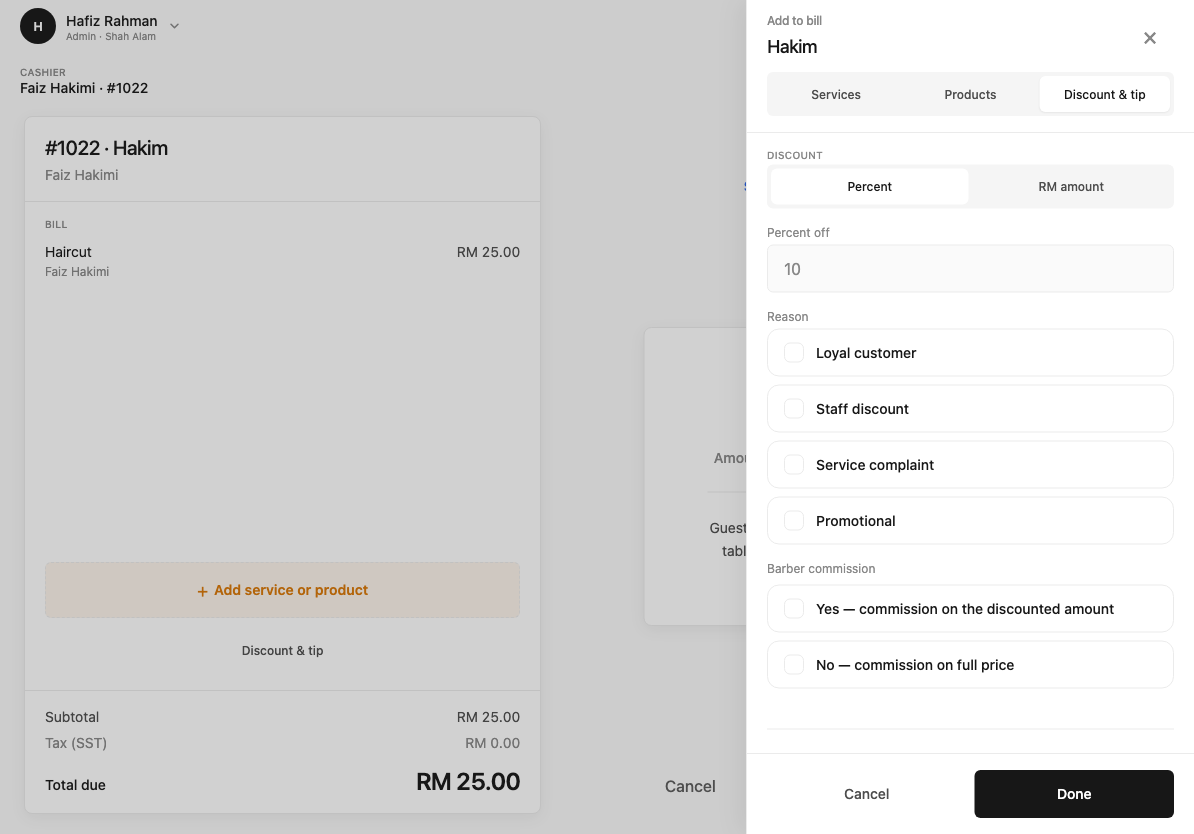 H
Hafiz Rahman
Admin · Shah Alam
CASHIER
Faiz Hakimi · #1022
#1022 · Hakim
Faiz Hakimi
BILL
Haircut
RM 25.00
Faiz Hakimi
+ Add service or product
Discount & tip
Subtotal
RM 25.00
Tax (SST)
RM 0.00
Total due
RM 25.00
Guest
Cancel
Add to bill
Hakim
×
Services
Products
Discount & tip
DISCOUNT
Percent
RM amount
Percent off
10
Reason
Loyal customer
Staff discount
Service complaint
Promotional
Barber commission
Yes — commission on the discounted amount
No — commission on full price
Cancel
Done